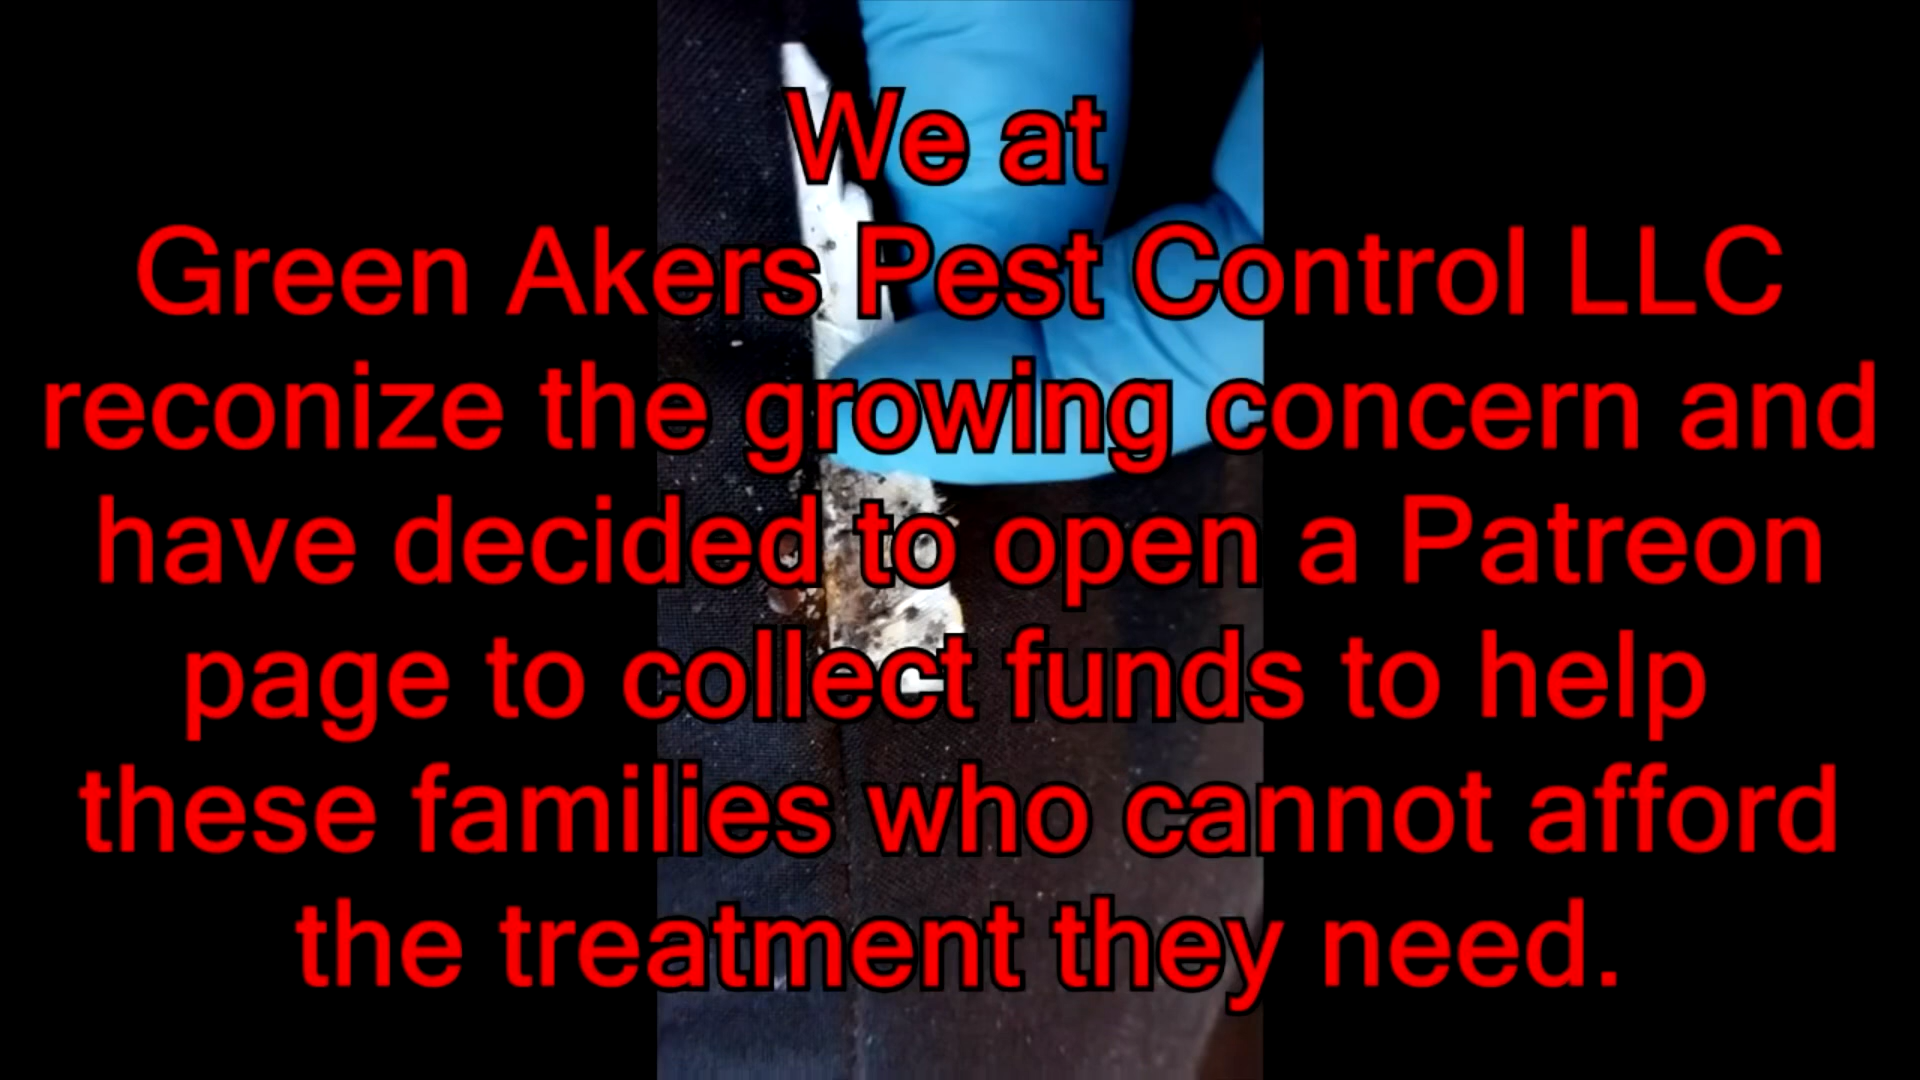 We at
Green Akers Pest Control LLC
reconize the growing concern and
have decided to open a Patreon
page to collect funds to help
these families who cannot afford
the treatment they need.